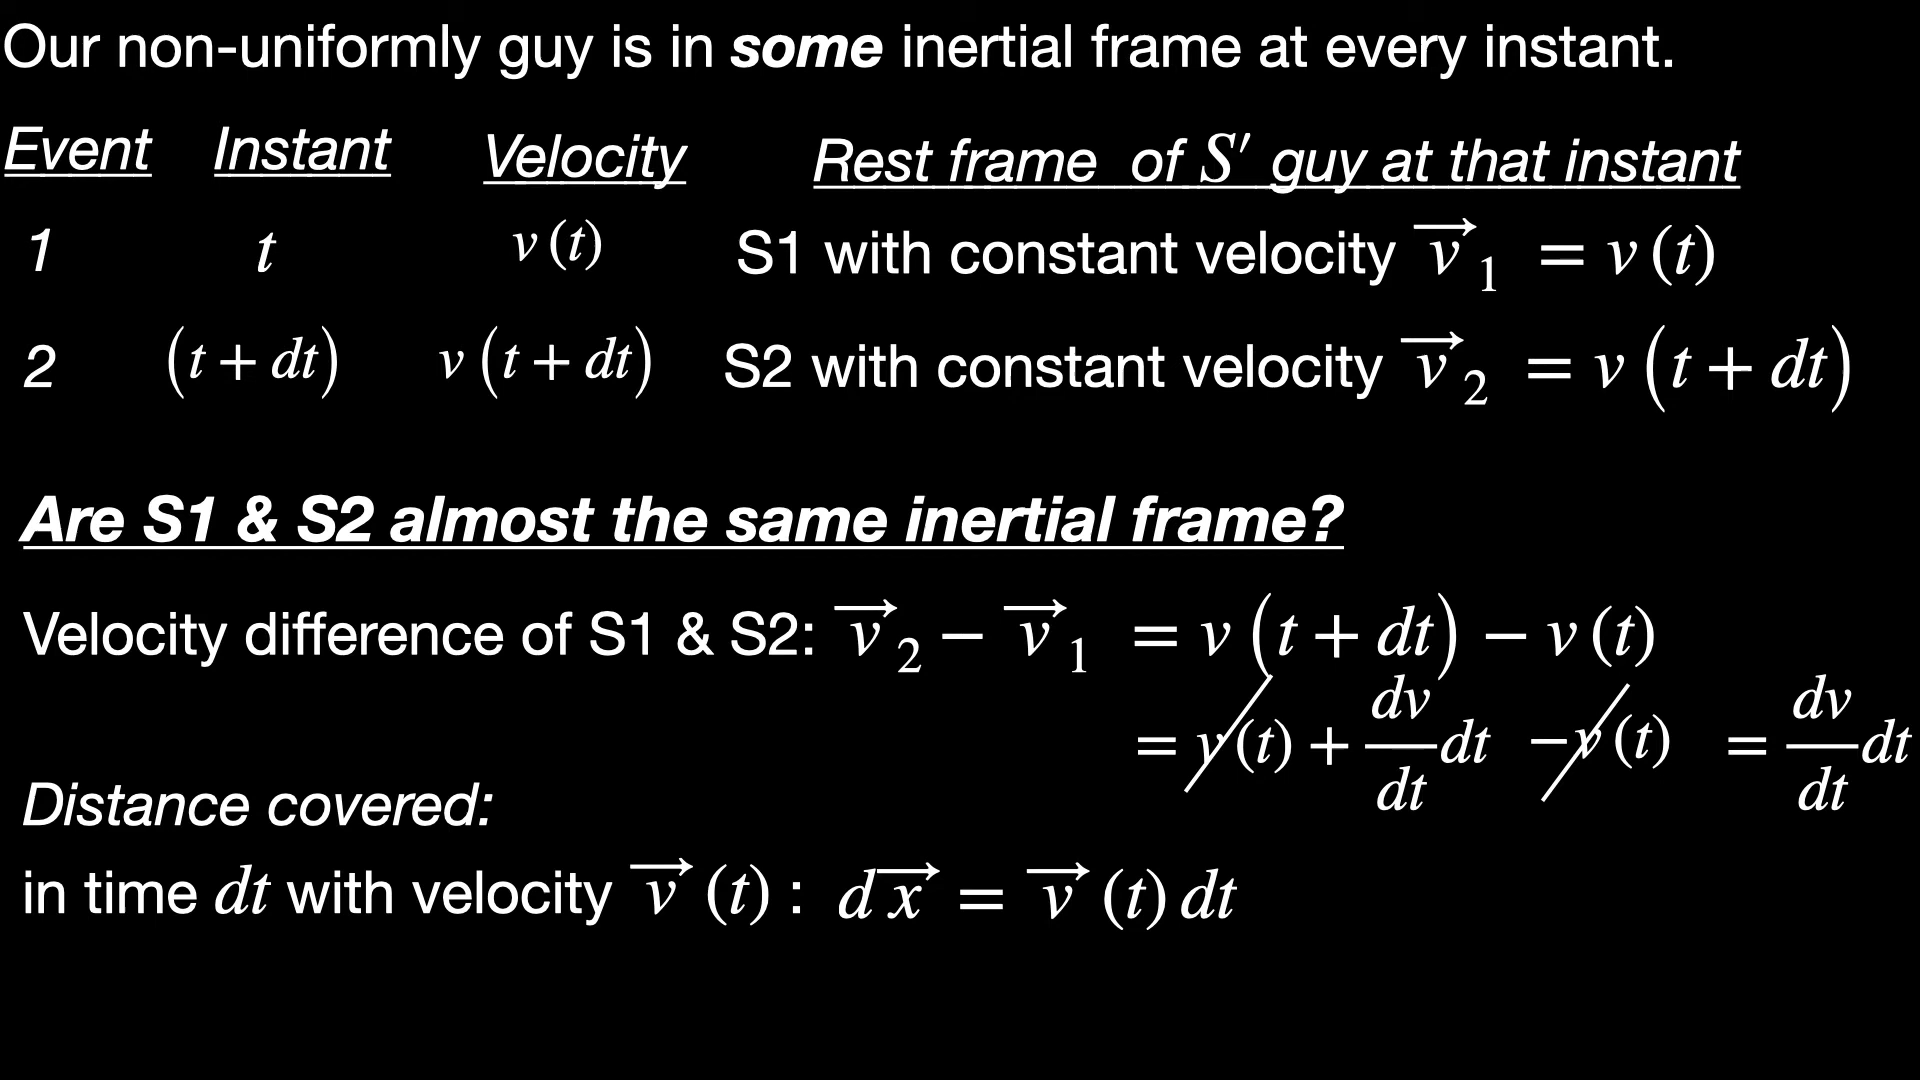 Our non-uniformly guy is in some inertial frame at every instant.
Event Instant Velocity Rest frame of S′ guy at that instant
1 t v(t) S1 with constant velocity v⃗₁ = v(t)
2 (t + dt) v(t + dt) S2 with constant velocity v⃗₂ = v(t + dt)
Are S1 & S2 almost the same inertial frame?
Velocity difference of S1 & S2: v⃗₂ − v⃗₁ = v(t + dt) − v(t)
= v(t) + dv/dt dt −v(t) = dv/dt dt
Distance covered:
in time dt with velocity v⃗(t) : dx⃗ = v⃗(t) dt